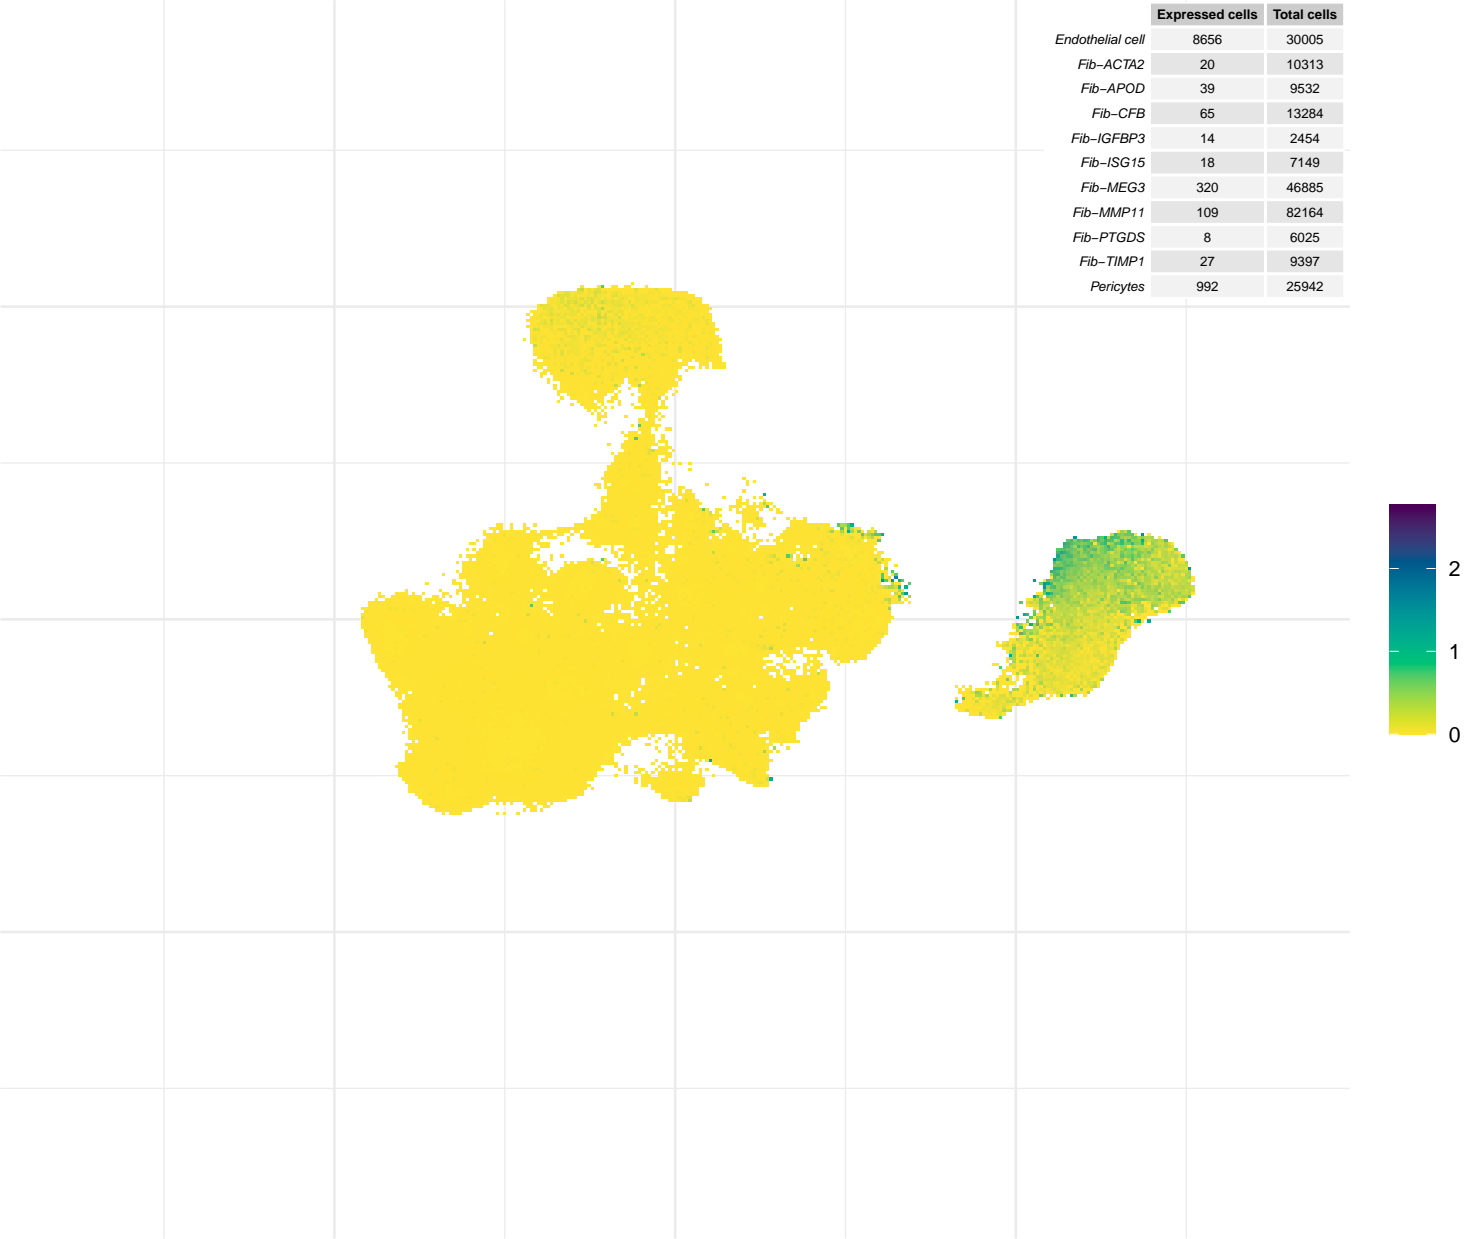 Expressed cells Total cells
Endothelial cell 8656 30005
Fib−ACTA2 20 10313
Fib−APOD 39 9532
Fib−CFB 65 13284
Fib−IGFBP3 14 2454
Fib−ISG15 18 7149
Fib−MEG3 320 46885
Fib−MMP11 109 82164
Fib−PTGDS 8 6025
Fib−TIMP1 27 9397
Pericytes 992 25942
2
1
0